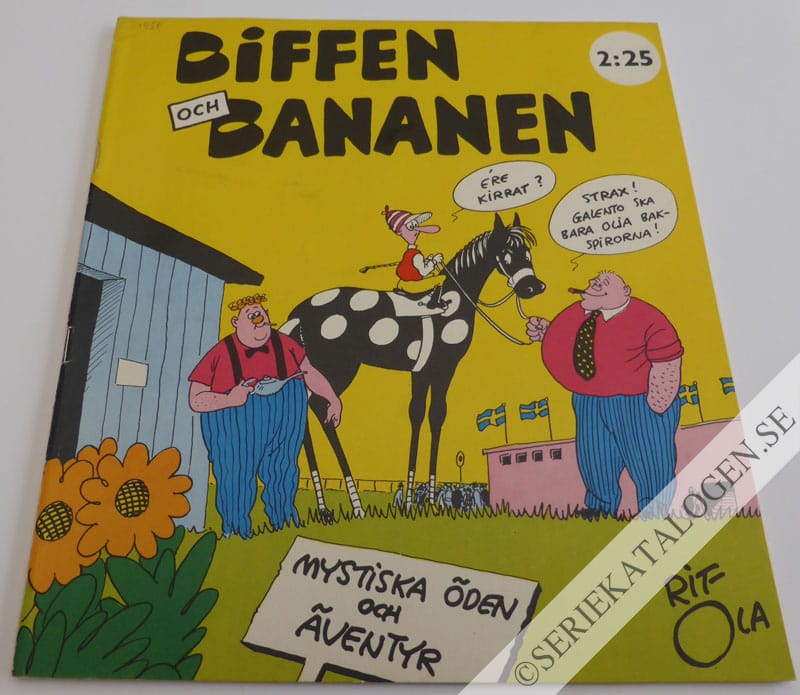 1958
BiFFEN
OCH
BANANEN
2:25
É'RE
KIRRAT ?
STRAX!
GALENTO SKA
BARA OLJA BAK-
SPIRORNA!
MYSTiSKA ÖDEN
OCH
ÄVENTYR
RiT-
OLA
©SERIEKATALOGEN.SE